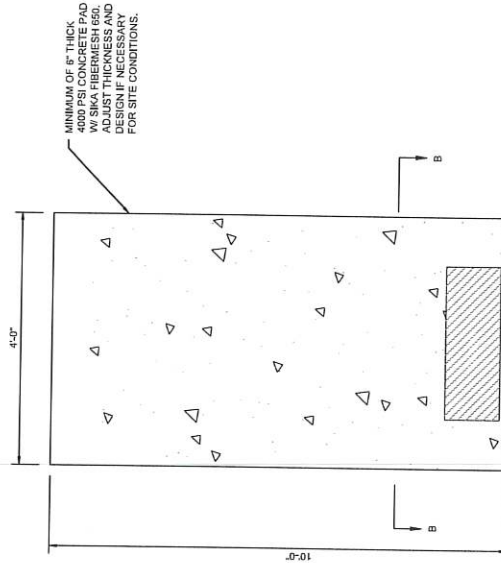 MINIMUM OF 6" THICK
4000 PSI CONCRETE PAD
W/ SIKA FIBERMESH 650.
ADJUST THICKNESS AND
DESIGN IF NECESSARY
FOR SITE CONDITIONS.
4'-0"
B
B
10'-0"